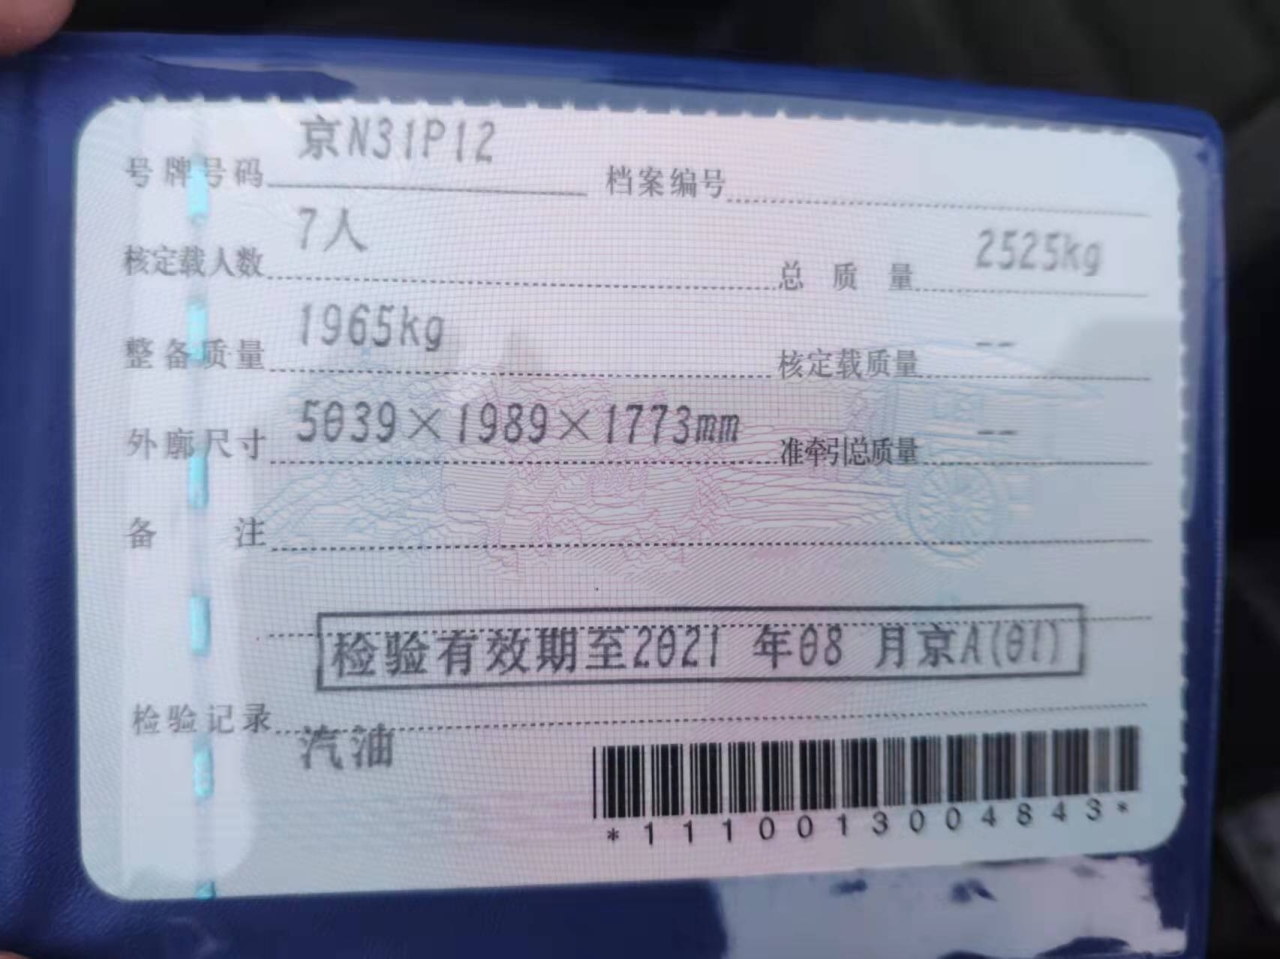 号牌号码 京N31P12 档案编号
核定载人数 7人 总质量 2525kg
整备质量 1965kg 核定载质量 --
外廓尺寸 5039×1989×1773mm 准牵引总质量 --
备注
检验有效期至2021 年08 月京A(01)
检验记录
汽油
*1110013004843*